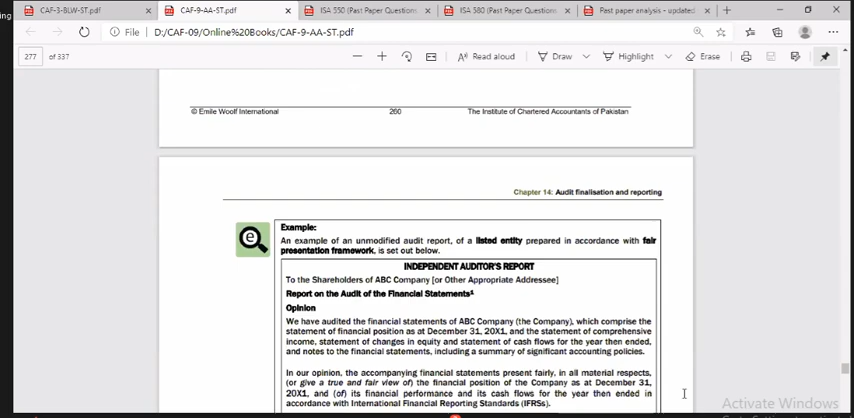 ing
CAF-3-BLW-ST.pdf
CAF-9-AA-ST.pdf
ISA 550 (Past Paper Questions
ISA 580 (Past Paper Questions
Past paper analysis - updated
File D:/CAF-09/Online%20Books/CAF-9-AA-ST.pdf
277 of 337
Read aloud
Draw
Highlight
Erase
© Emile Woolf International 260 The Institute of Chartered Accountants of Pakistan
Chapter 14: Audit finalisation and reporting
Example:
An example of an unmodified audit report, of a listed entity prepared in accordance with fair
presentation framework, is set out below.
INDEPENDENT AUDITOR'S REPORT
To the Shareholders of ABC Company [or Other Appropriate Addressee]
Report on the Audit of the Financial Statements¹
Opinion
We have audited the financial statements of ABC Company (the Company), which comprise the
statement of financial position as at December 31, 20X1, and the statement of comprehensive
income, statement of changes in equity and statement of cash flows for the year then ended,
and notes to the financial statements, including a summary of significant accounting policies.
In our opinion, the accompanying financial statements present fairly, in all material respects,
(or give a true and fair view of) the financial position of the Company as at December 31,
20X1, and (of) its financial performance and its cash flows for the year then ended in
accordance with International Financial Reporting Standards (IFRSs).
Activate Windows